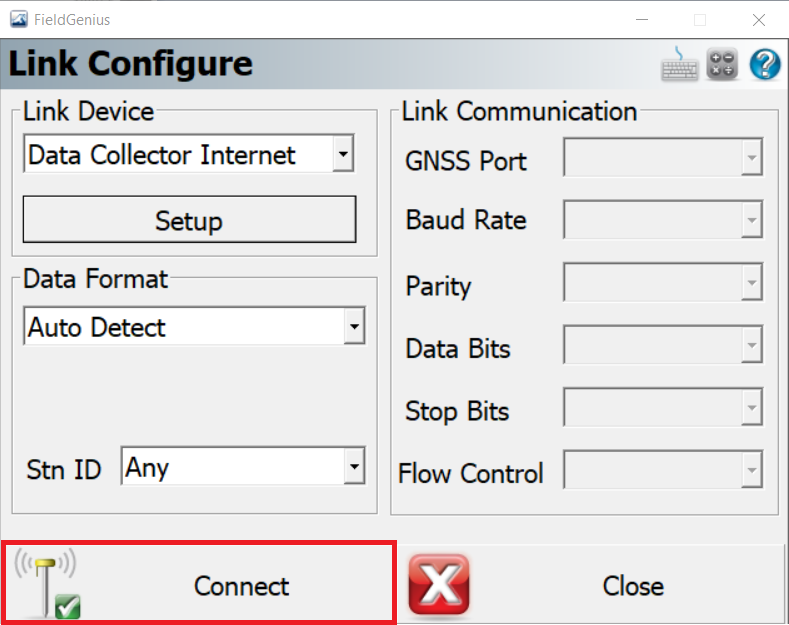 FieldGenius
Link Configure
Link Device
Data Collector Internet
Setup
Data Format
Auto Detect
Stn ID
Any
Link Communication
GNSS Port
Baud Rate
Parity
Data Bits
Stop Bits
Flow Control
Connect
Close